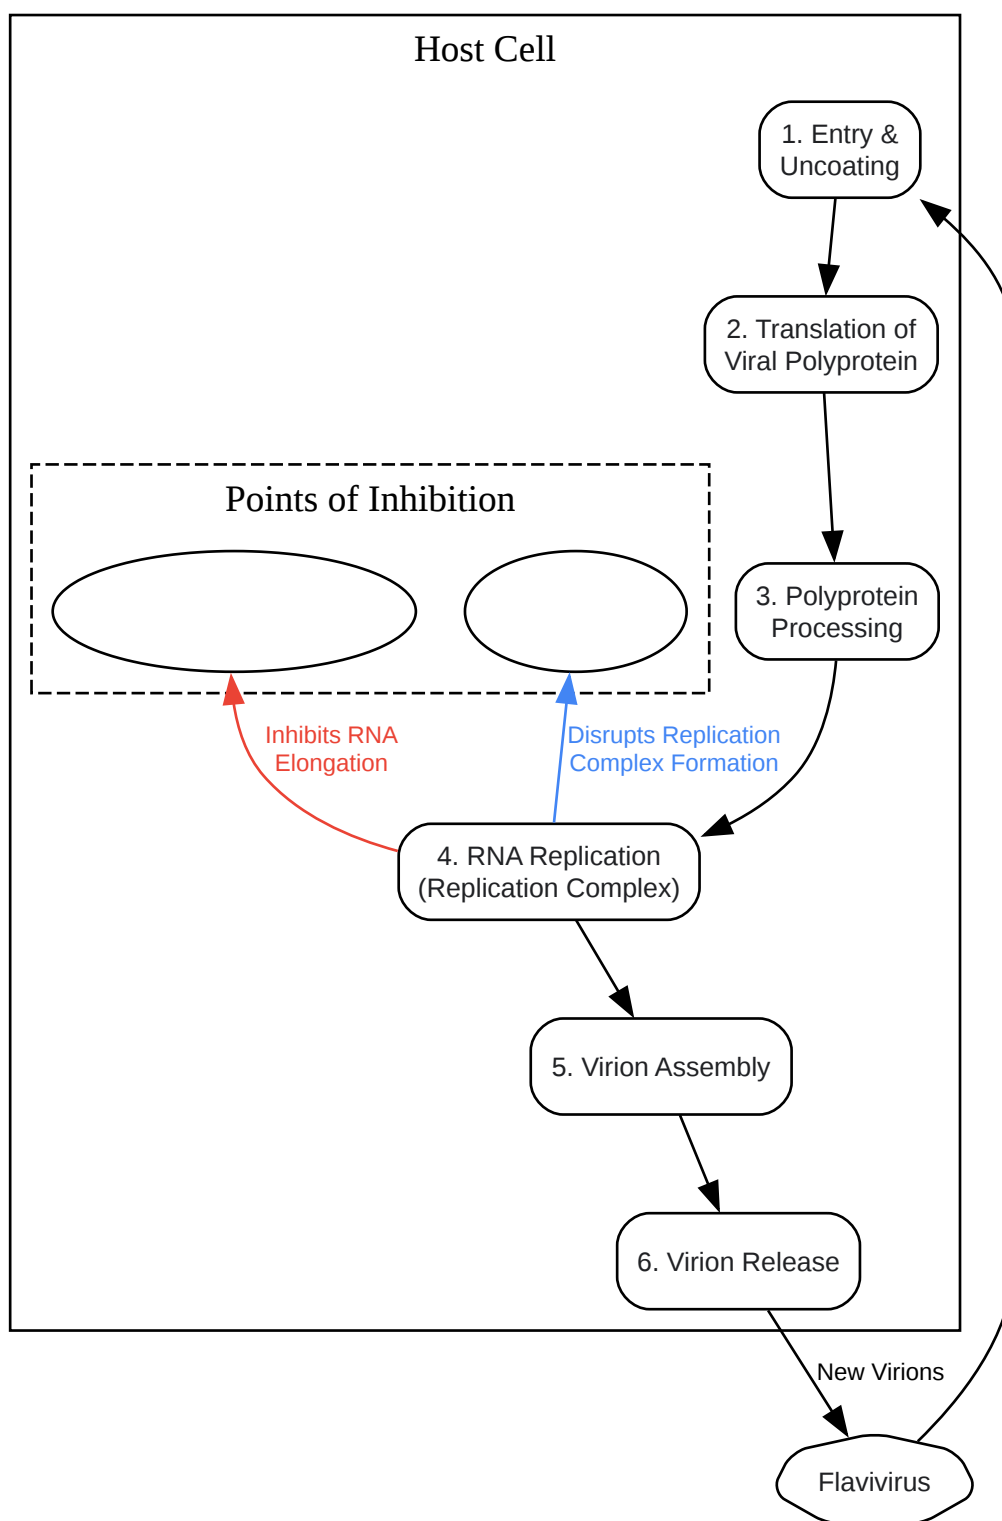 Host Cell
1. Entry &
Uncoating
2. Translation of
Viral Polyprotein
Points of Inhibition
3. Polyprotein
Processing
Inhibits RNA
Elongation
Disrupts Replication
Complex Formation
4. RNA Replication
(Replication Complex)
5. Virion Assembly
6. Virion Release
New Virions
Flavivirus